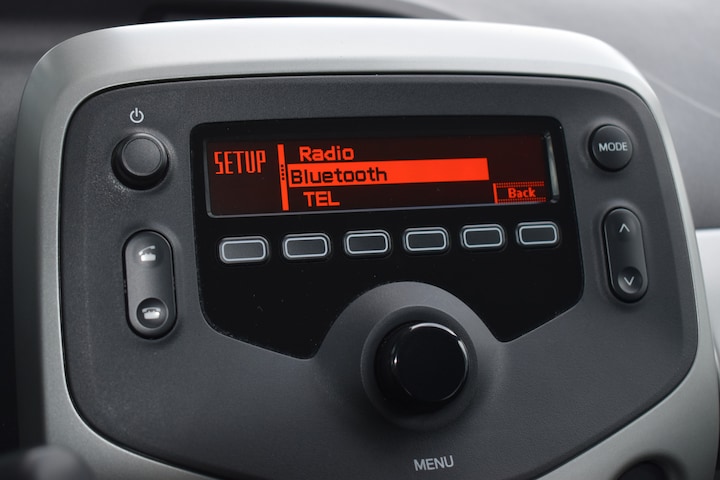 SETUP
Radio
Bluetooth
TEL
Back
MODE
MENU